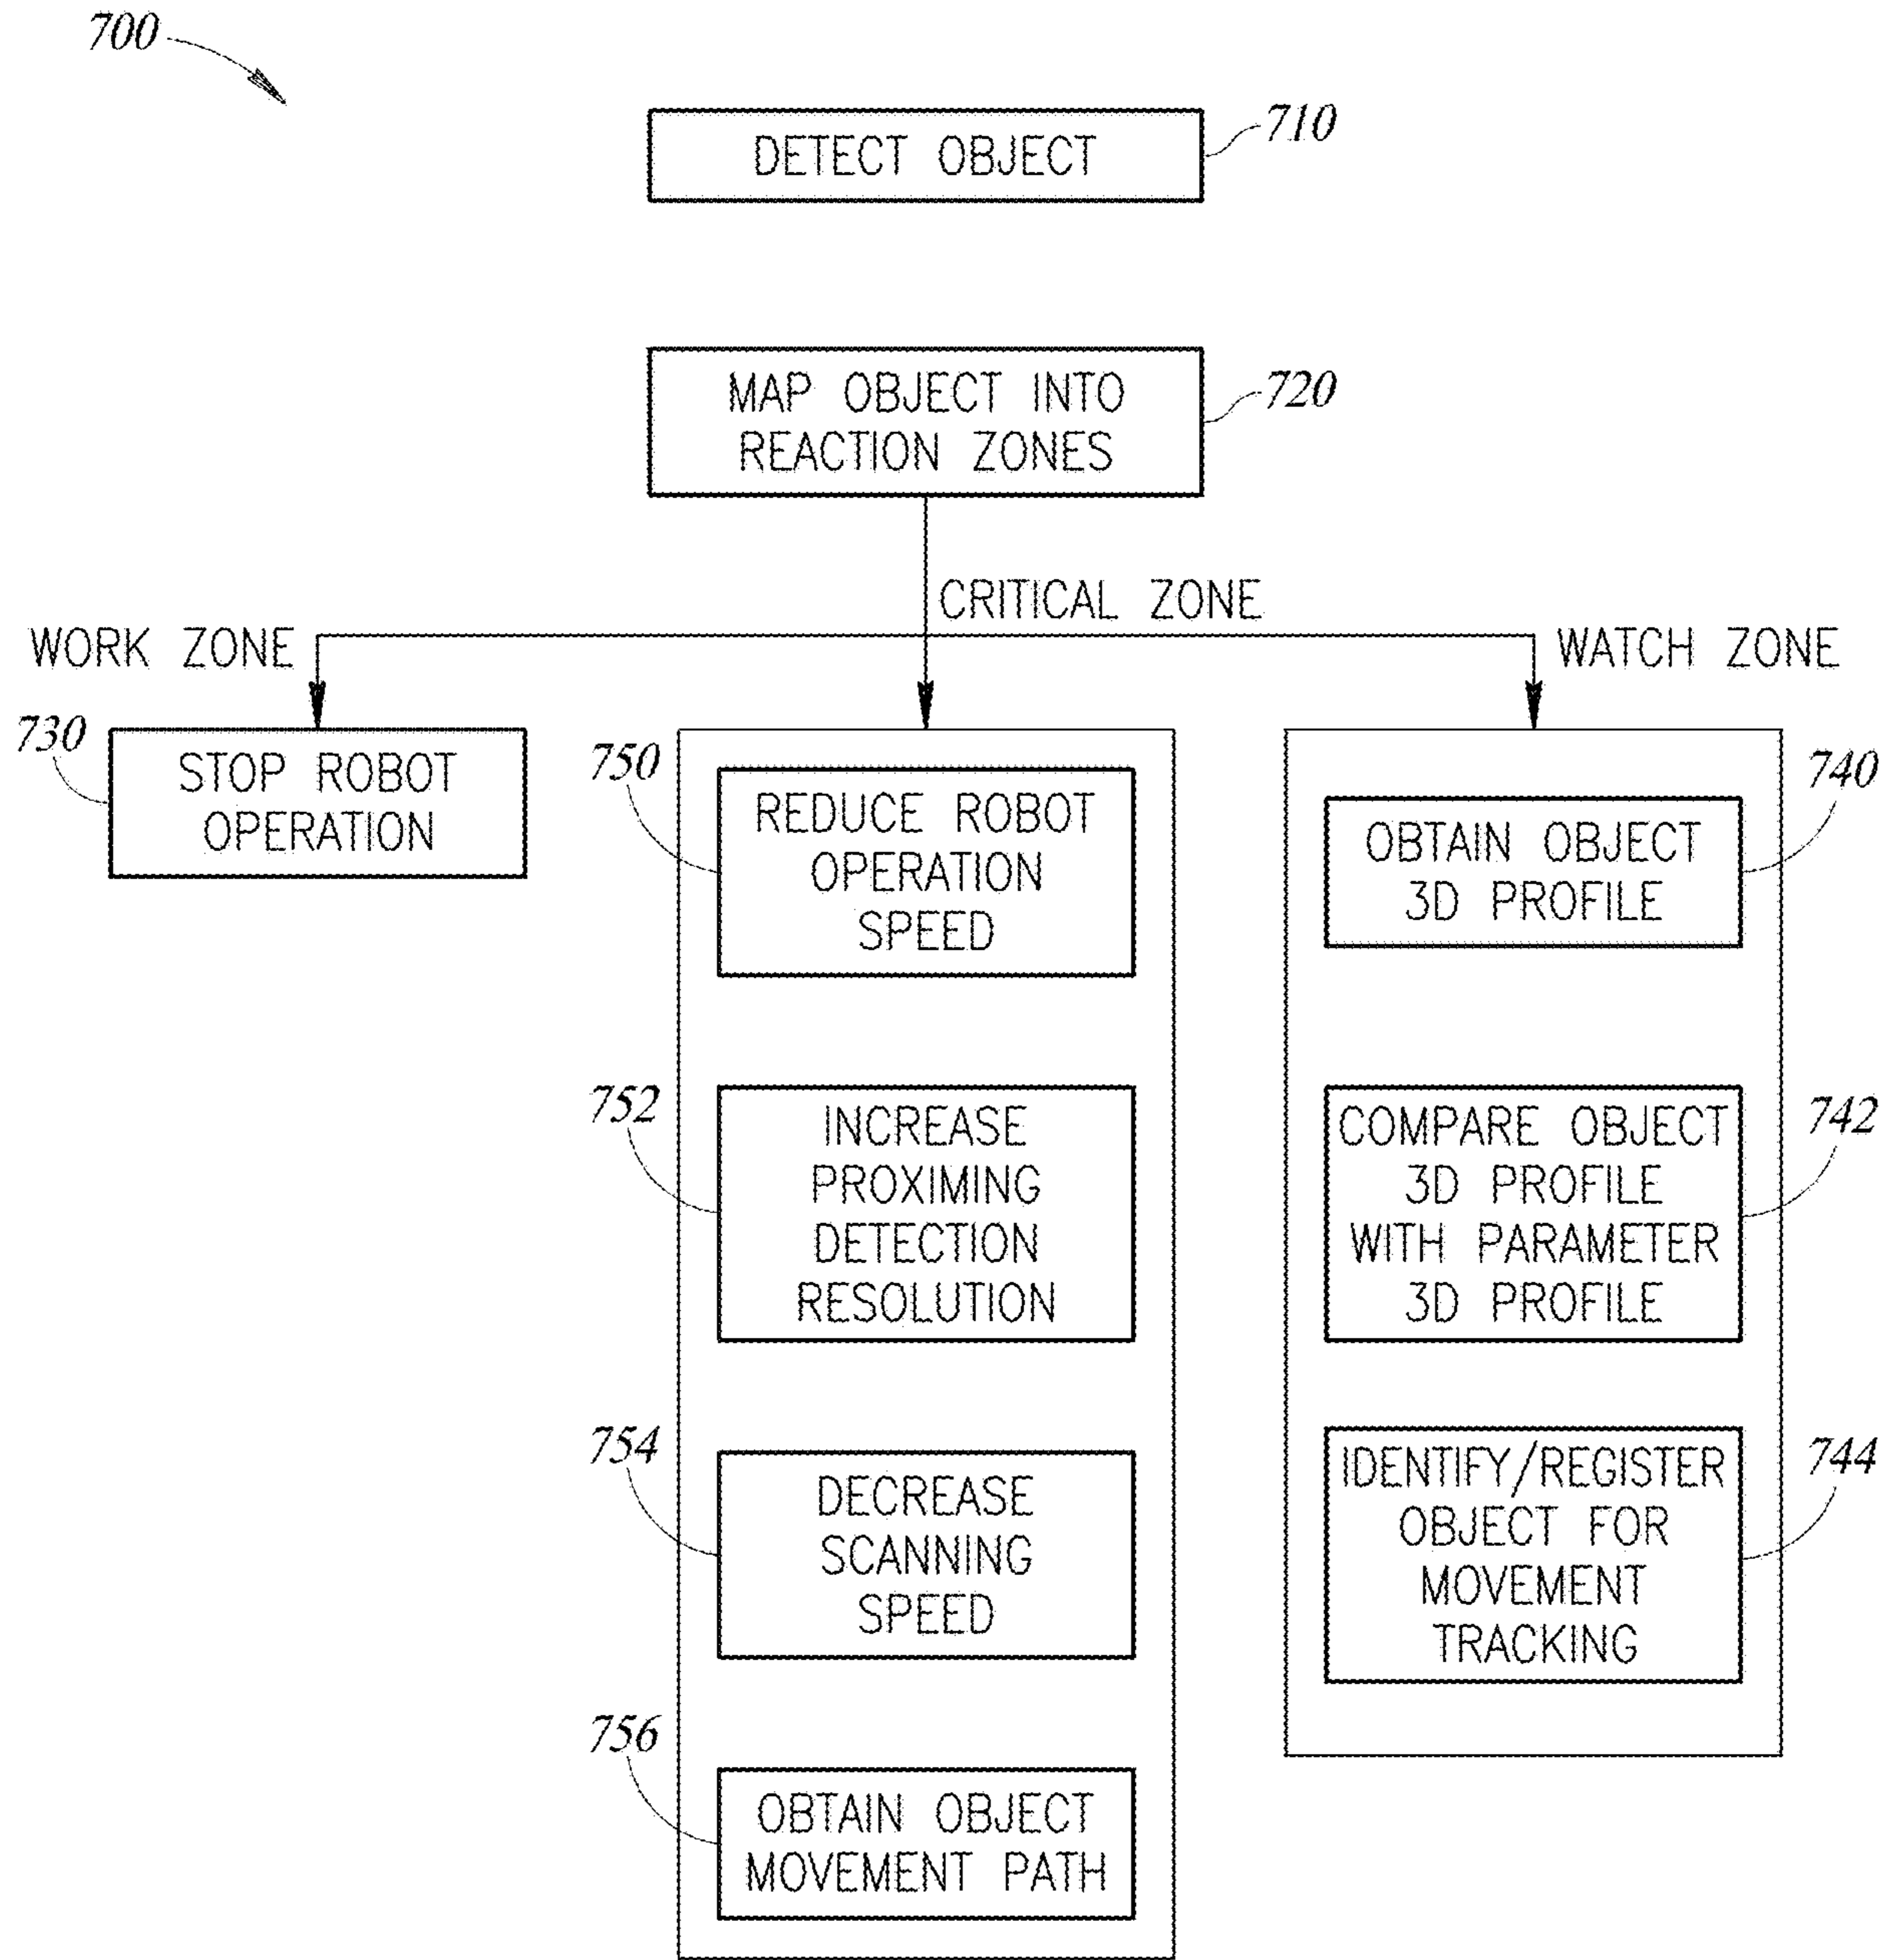 700
DETECT OBJECT
710
MAP OBJECT INTO
REACTION ZONES
720
CRITICAL ZONE
WORK ZONE
WATCH ZONE
730
STOP ROBOT
OPERATION
750
REDUCE ROBOT
OPERATION
SPEED
752
INCREASE
PROXIMING
DETECTION
RESOLUTION
754
DECREASE
SCANNING
SPEED
756
OBTAIN OBJECT
MOVEMENT PATH
740
OBTAIN OBJECT
3D PROFILE
742
COMPARE OBJECT
3D PROFILE
WITH PARAMETER
3D PROFILE
744
IDENTIFY/REGISTER
OBJECT FOR
MOVEMENT
TRACKING